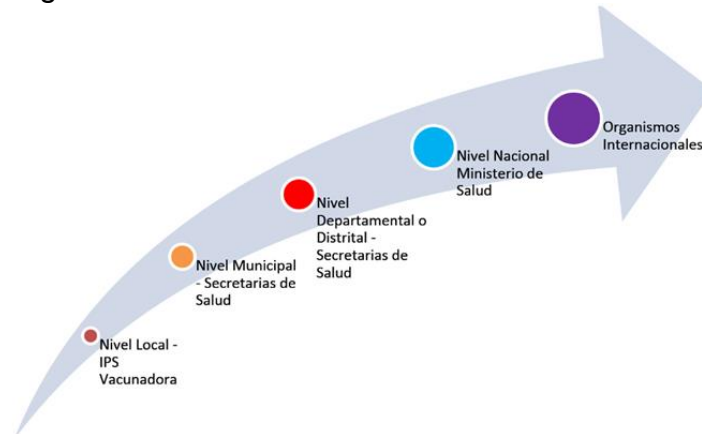 Nivel Local -
IPS
Vacunadora
Nivel Municipal
- Secretarias de
Salud
Nivel
Departamental o
Distrital -
Secretarias de
Salud
Nivel Nacional
Ministerio de
Salud
Organismos
Internacionales